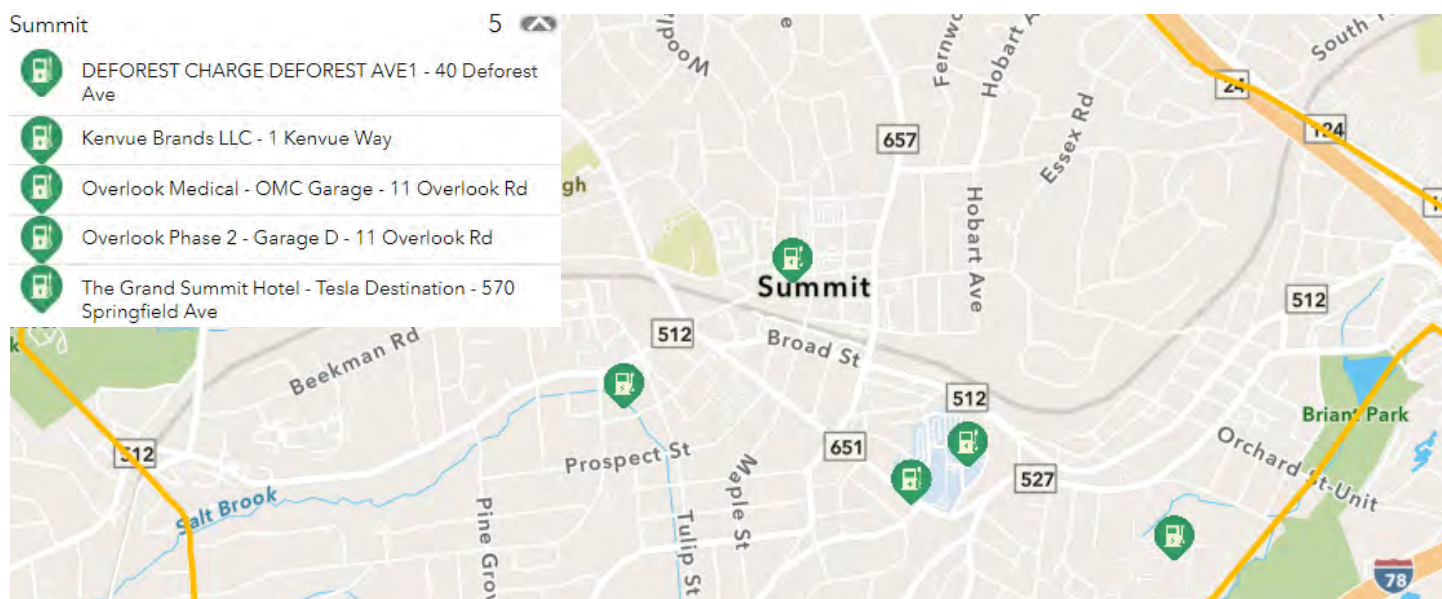 Summit 5
DEFOREST CHARGE DEFOREST AVE1 - 40 Deforest
Ave
Kenvue Brands LLC - 1 Kenvue Way
Overlook Medical - OMC Garage - 11 Overlook Rd
Overlook Phase 2 - Garage D - 11 Overlook Rd
The Grand Summit Hotel - Tesla Destination - 570
Springfield Ave
Hobart A
South
24
124
657
Essex Rd
gh
Hobart Ave
Summit
512
512
Broad St
Beekman Rd
512
Briant Park
512
651
Orchard St-Unit
Prospect St
527
Maple St
Salt Brook
Pine Grov
Tulip St
78